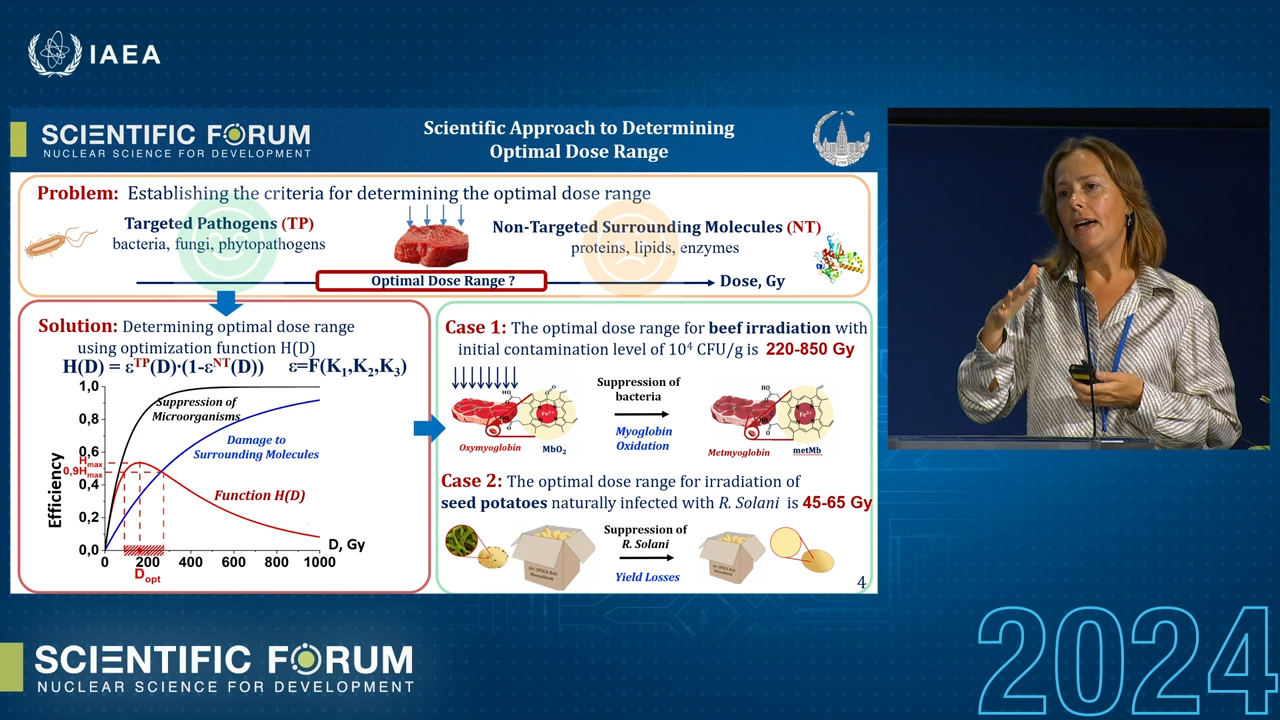 IAEA
SCIENTIFIC FORUM
NUCLEAR SCIENCE FOR DEVELOPMENT
Scientific Approach to Determining
Optimal Dose Range
Problem: Establishing the criteria for determining the optimal dose range
Targeted Pathogens (TP)
bacteria, fungi, phytopathogens
Non-Targeted Surrounding Molecules (NT)
proteins, lipids, enzymes
Optimal Dose Range ?
Dose, Gy
Solution: Determining optimal dose range
using optimization function H(D)
H(D) = εᵀᴾ(D)·(1-εᴺᵀ(D)) ε=F(K₁,K₂,K₃)
Efficiency
1,0
0,8
0,6
0,4
0,2
0,0
Hmax
0,9Hmax
Suppression of
Microorganisms
Damage to
Surrounding Molecules
Function H(D)
0 200 400 600 800 1000
D, Gy
Dopt
Case 1: The optimal dose range for beef irradiation with
initial contamination level of 10⁴ CFU/g is 220-850 Gy
Suppression of
bacteria
Myoglobin
Oxidation
HO
O
Fe²⁺
Oxymyoglobin
MbO₂
HO
Fe³⁺
Metmyoglobin
metMb
Case 2: The optimal dose range for irradiation of
seed potatoes naturally infected with R. Solani is 45-65 Gy
Suppression of
R. Solani
Yield Losses
4
SCIENTIFIC FORUM
NUCLEAR SCIENCE FOR DEVELOPMENT
2024